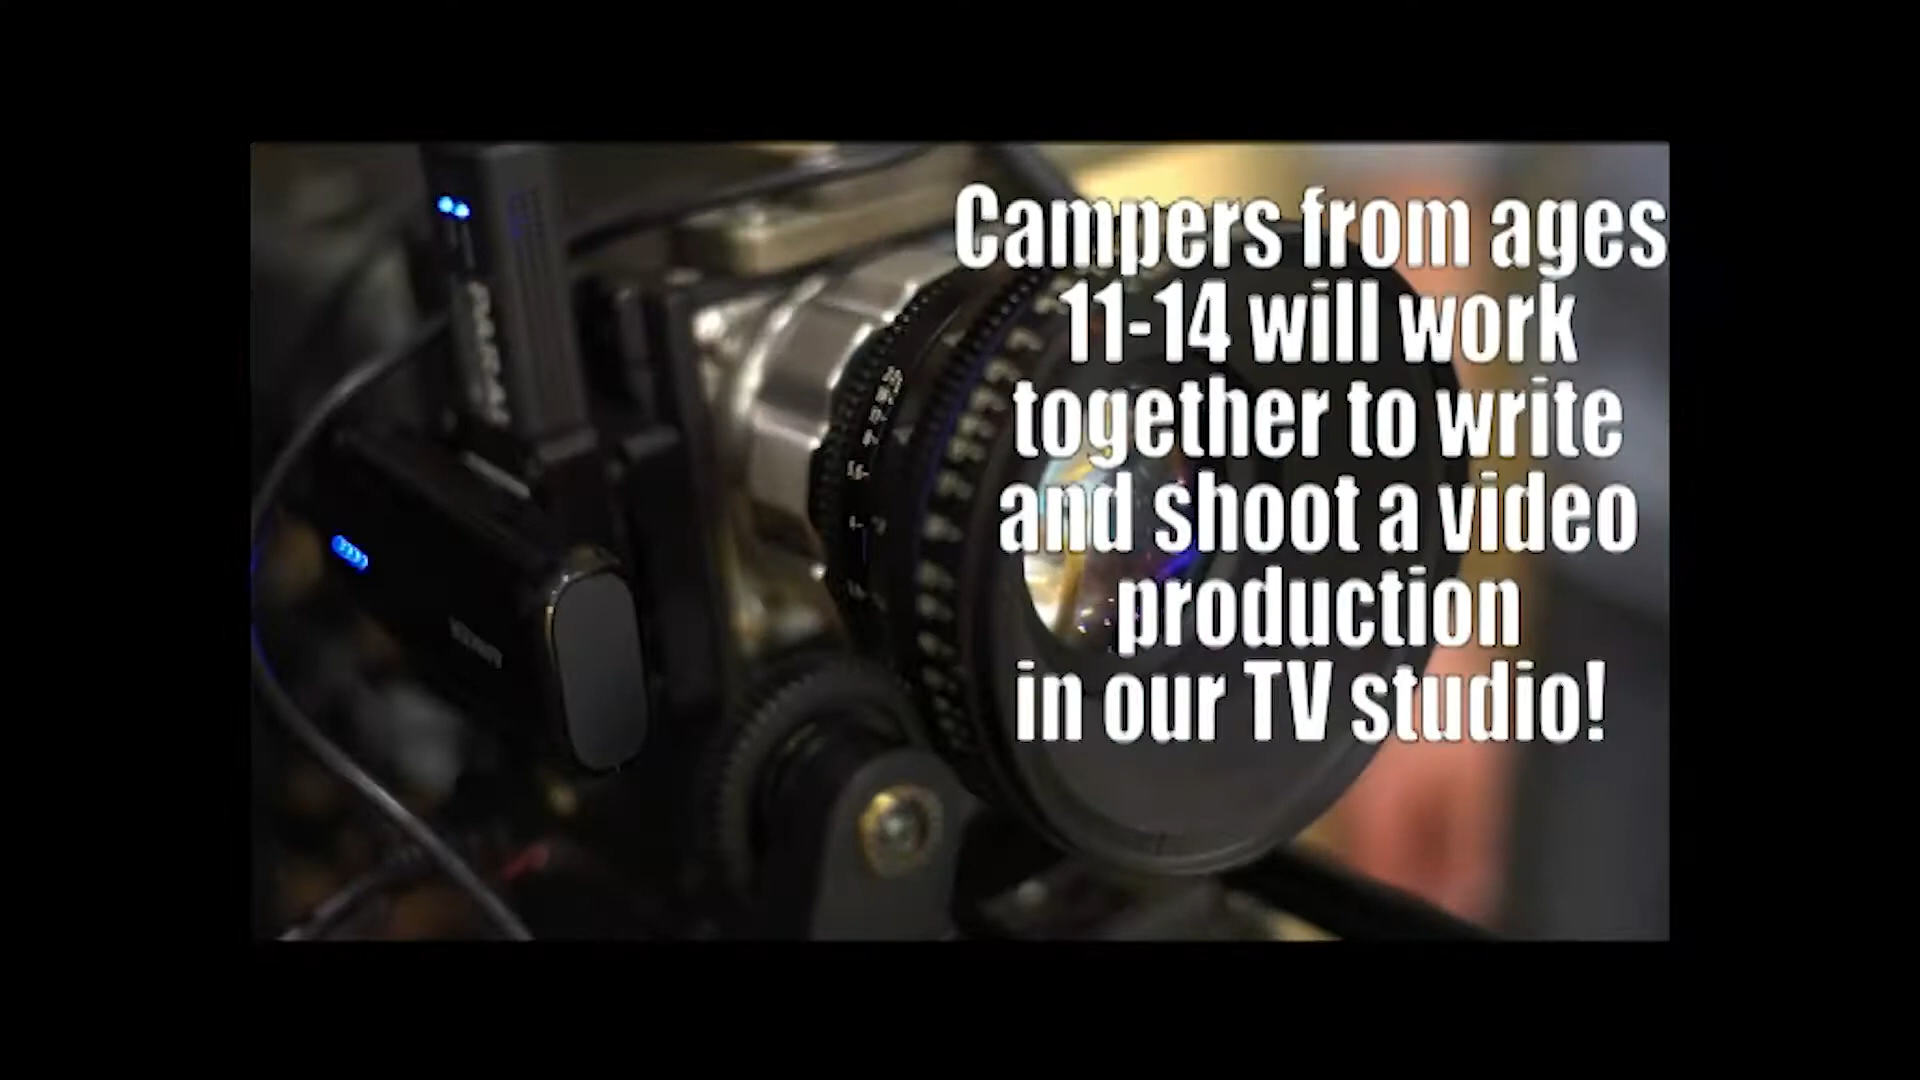 Campers from ages
11-14 will work
together to write
and shoot a video
production
in our TV studio!